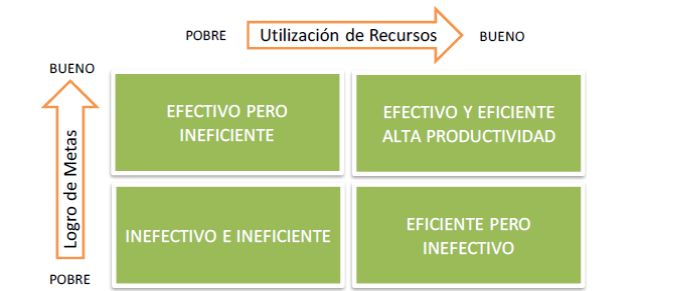 POBRE
Utilización de Recursos
BUENO
BUENO
Logro de Metas
POBRE
EFECTIVO PERO
INEFICIENTE
EFECTIVO Y EFICIENTE
ALTA PRODUCTIVIDAD
INEFECTIVO E INEFICIENTE
EFICIENTE PERO
INEFECTIVO